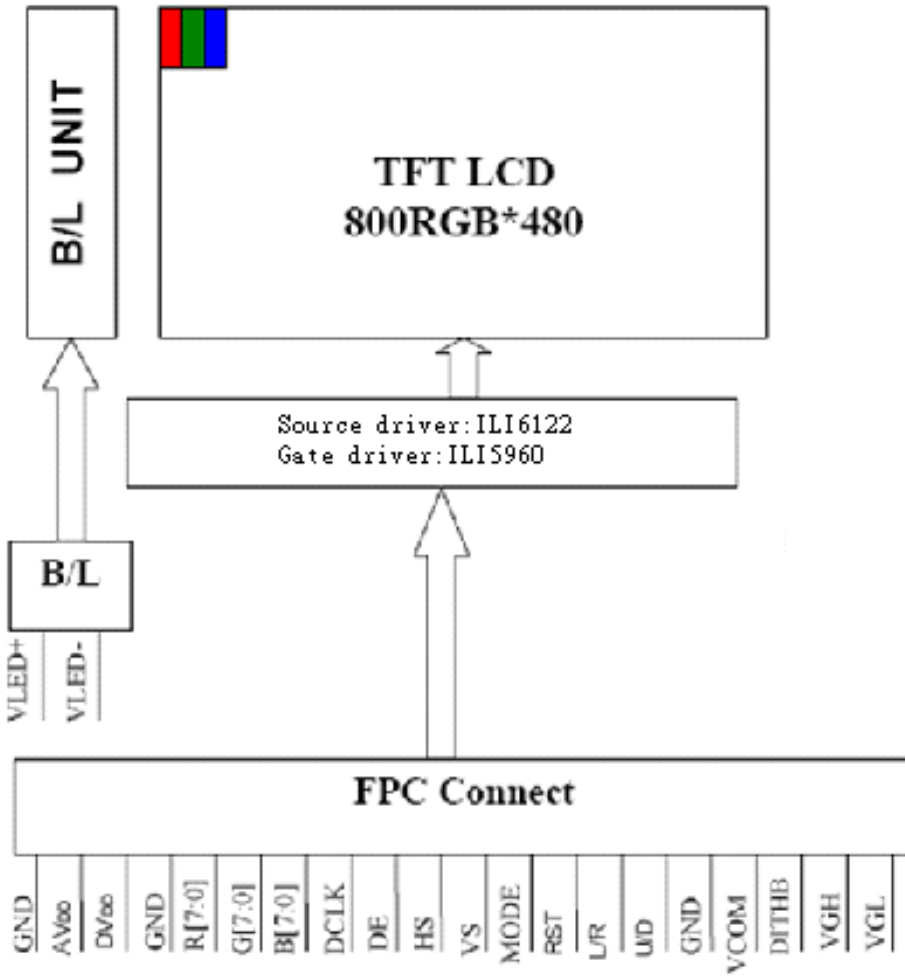 B/L UNIT
TFT LCD
800RGB*480
Source driver:ILI6122
Gate driver:ILI5960
B/L
VLED+
VLED-
FPC Connect
GND
AVDD
DVDD
GND
R[7:0]
G[7:0]
B[7:0]
DCLK
DE
HS
VS
MODE
RST
L/R
U/D
GND
VCOM
DITHB
VGH
VGL